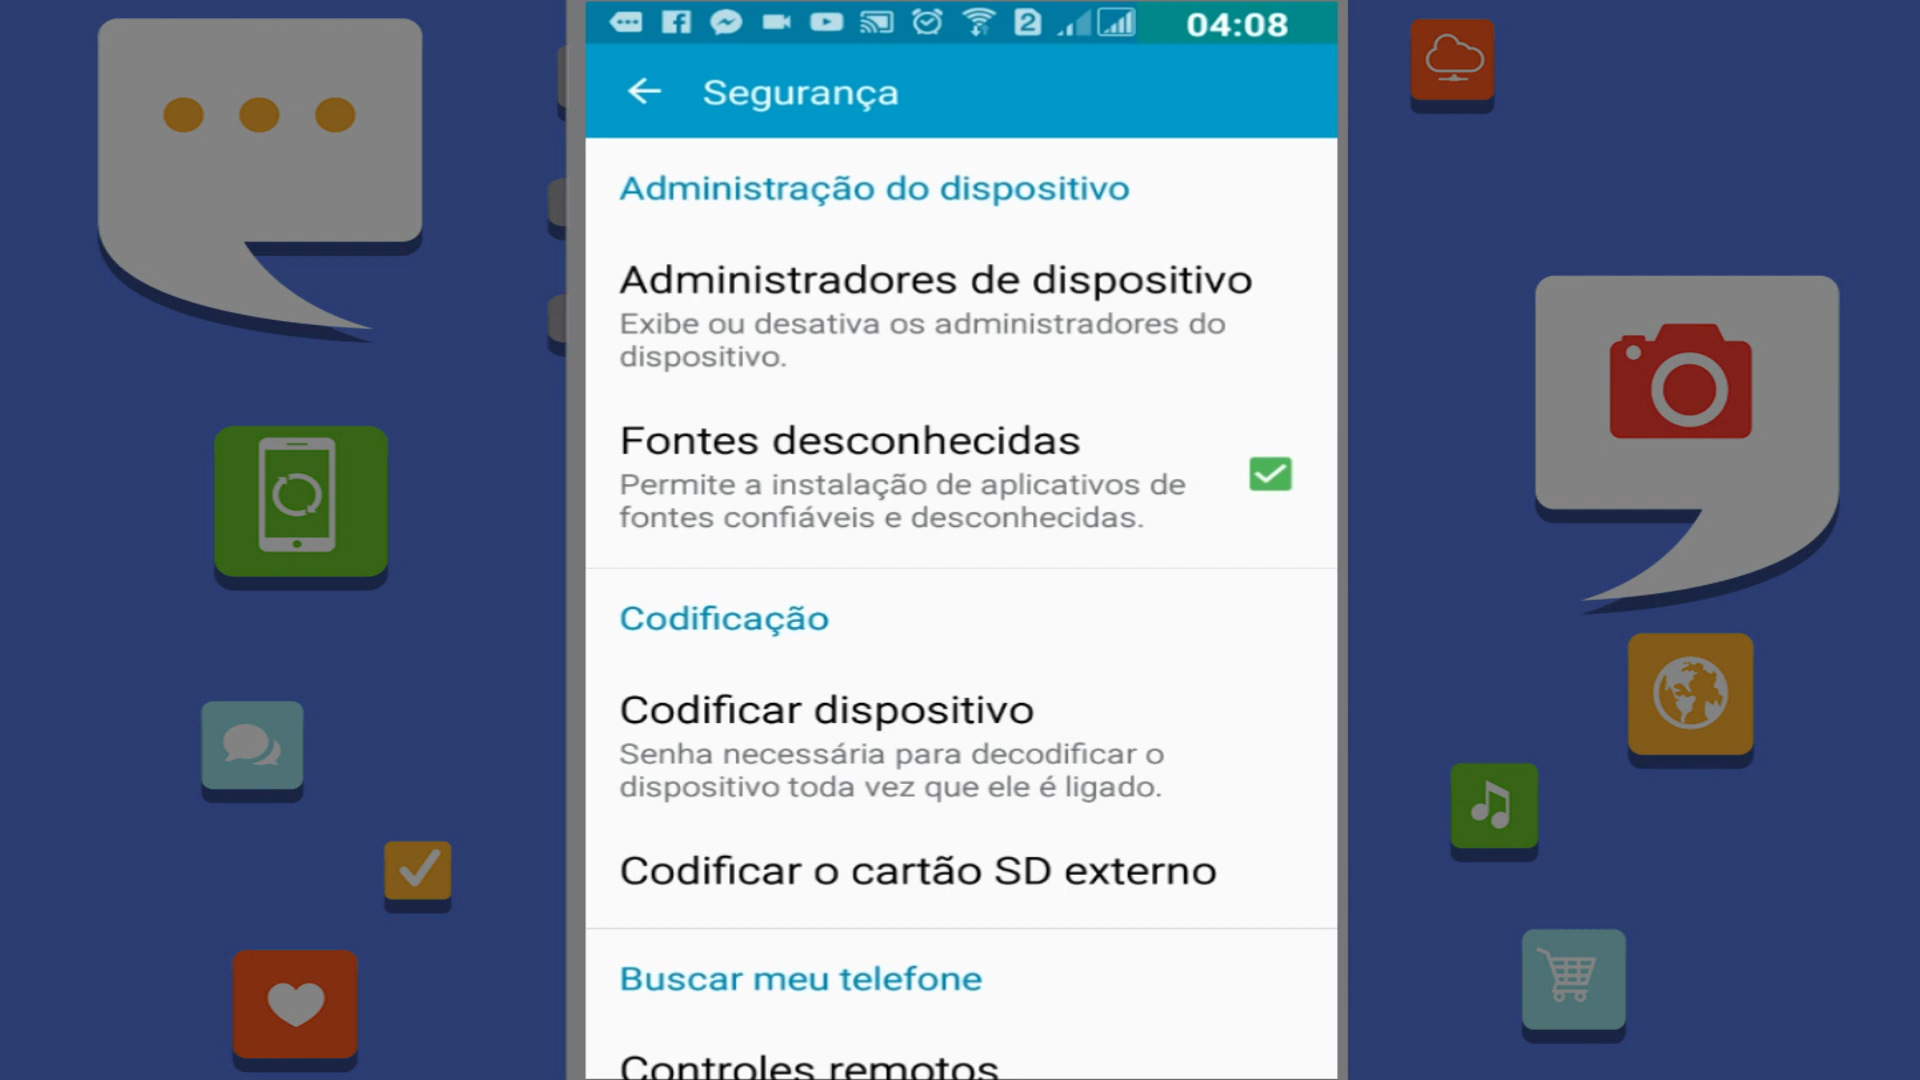 2
04:08
Segurança
Administração do dispositivo
Administradores de dispositivo
Exibe ou desativa os administradores do
dispositivo.
Fontes desconhecidas
Permite a instalação de aplicativos de
fontes confiáveis e desconhecidas.
Codificação
Codificar dispositivo
Senha necessária para decodificar o
dispositivo toda vez que ele é ligado.
Codificar o cartão SD externo
Buscar meu telefone
Controles remotos